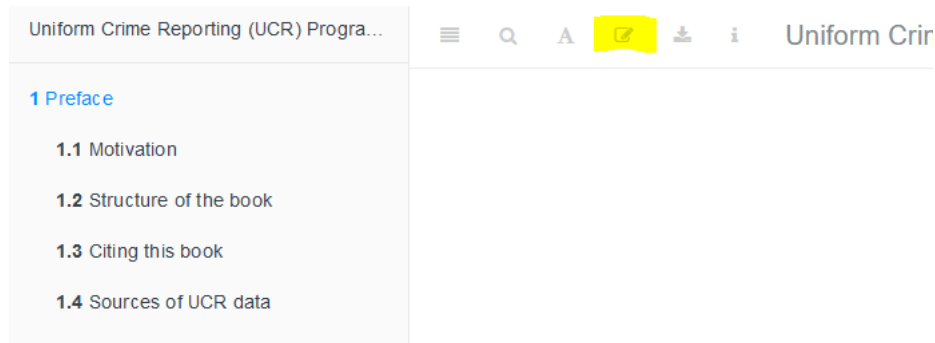 Uniform Crime Reporting (UCR) Progra...
A i Uniform Crim
1 Preface
1.1 Motivation
1.2 Structure of the book
1.3 Citing this book
1.4 Sources of UCR data